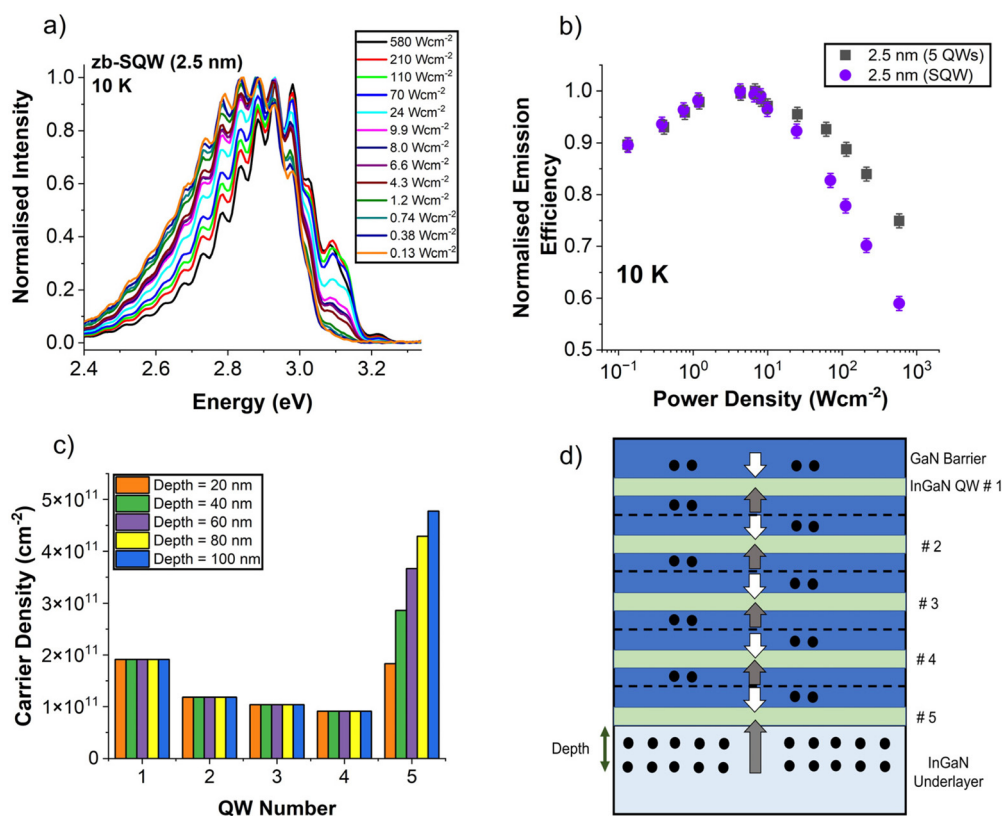 a)
zb-SQW (2.5 nm)
10 K
580 Wcm⁻²
210 Wcm⁻²
110 Wcm⁻²
70 Wcm⁻²
24 Wcm⁻²
9.9 Wcm⁻²
8.0 Wcm⁻²
6.6 Wcm⁻²
4.3 Wcm⁻²
1.2 Wcm⁻²
0.74 Wcm⁻²
0.38 Wcm⁻²
0.13 Wcm⁻²
Normalised Intensity
1.0
0.8
0.6
0.4
0.2
0.0
2.4 2.6 2.8 3.0 3.2
Energy (eV)
b)
2.5 nm (5 QWs)
2.5 nm (SQW)
Normalised Emission
Efficiency
1.0
0.9
0.8
0.7
0.6
0.5
10 K
10⁻¹ 10⁰ 10¹ 10² 10³
Power Density (Wcm⁻²)
c)
Depth = 20 nm
Depth = 40 nm
Depth = 60 nm
Depth = 80 nm
Depth = 100 nm
Carrier Density (cm⁻²)
5×10¹¹
4×10¹¹
3×10¹¹
2×10¹¹
1×10¹¹
0
1 2 3 4 5
QW Number
d)
GaN Barrier
InGaN QW # 1
# 2
# 3
# 4
# 5
Depth
InGaN
Underlayer